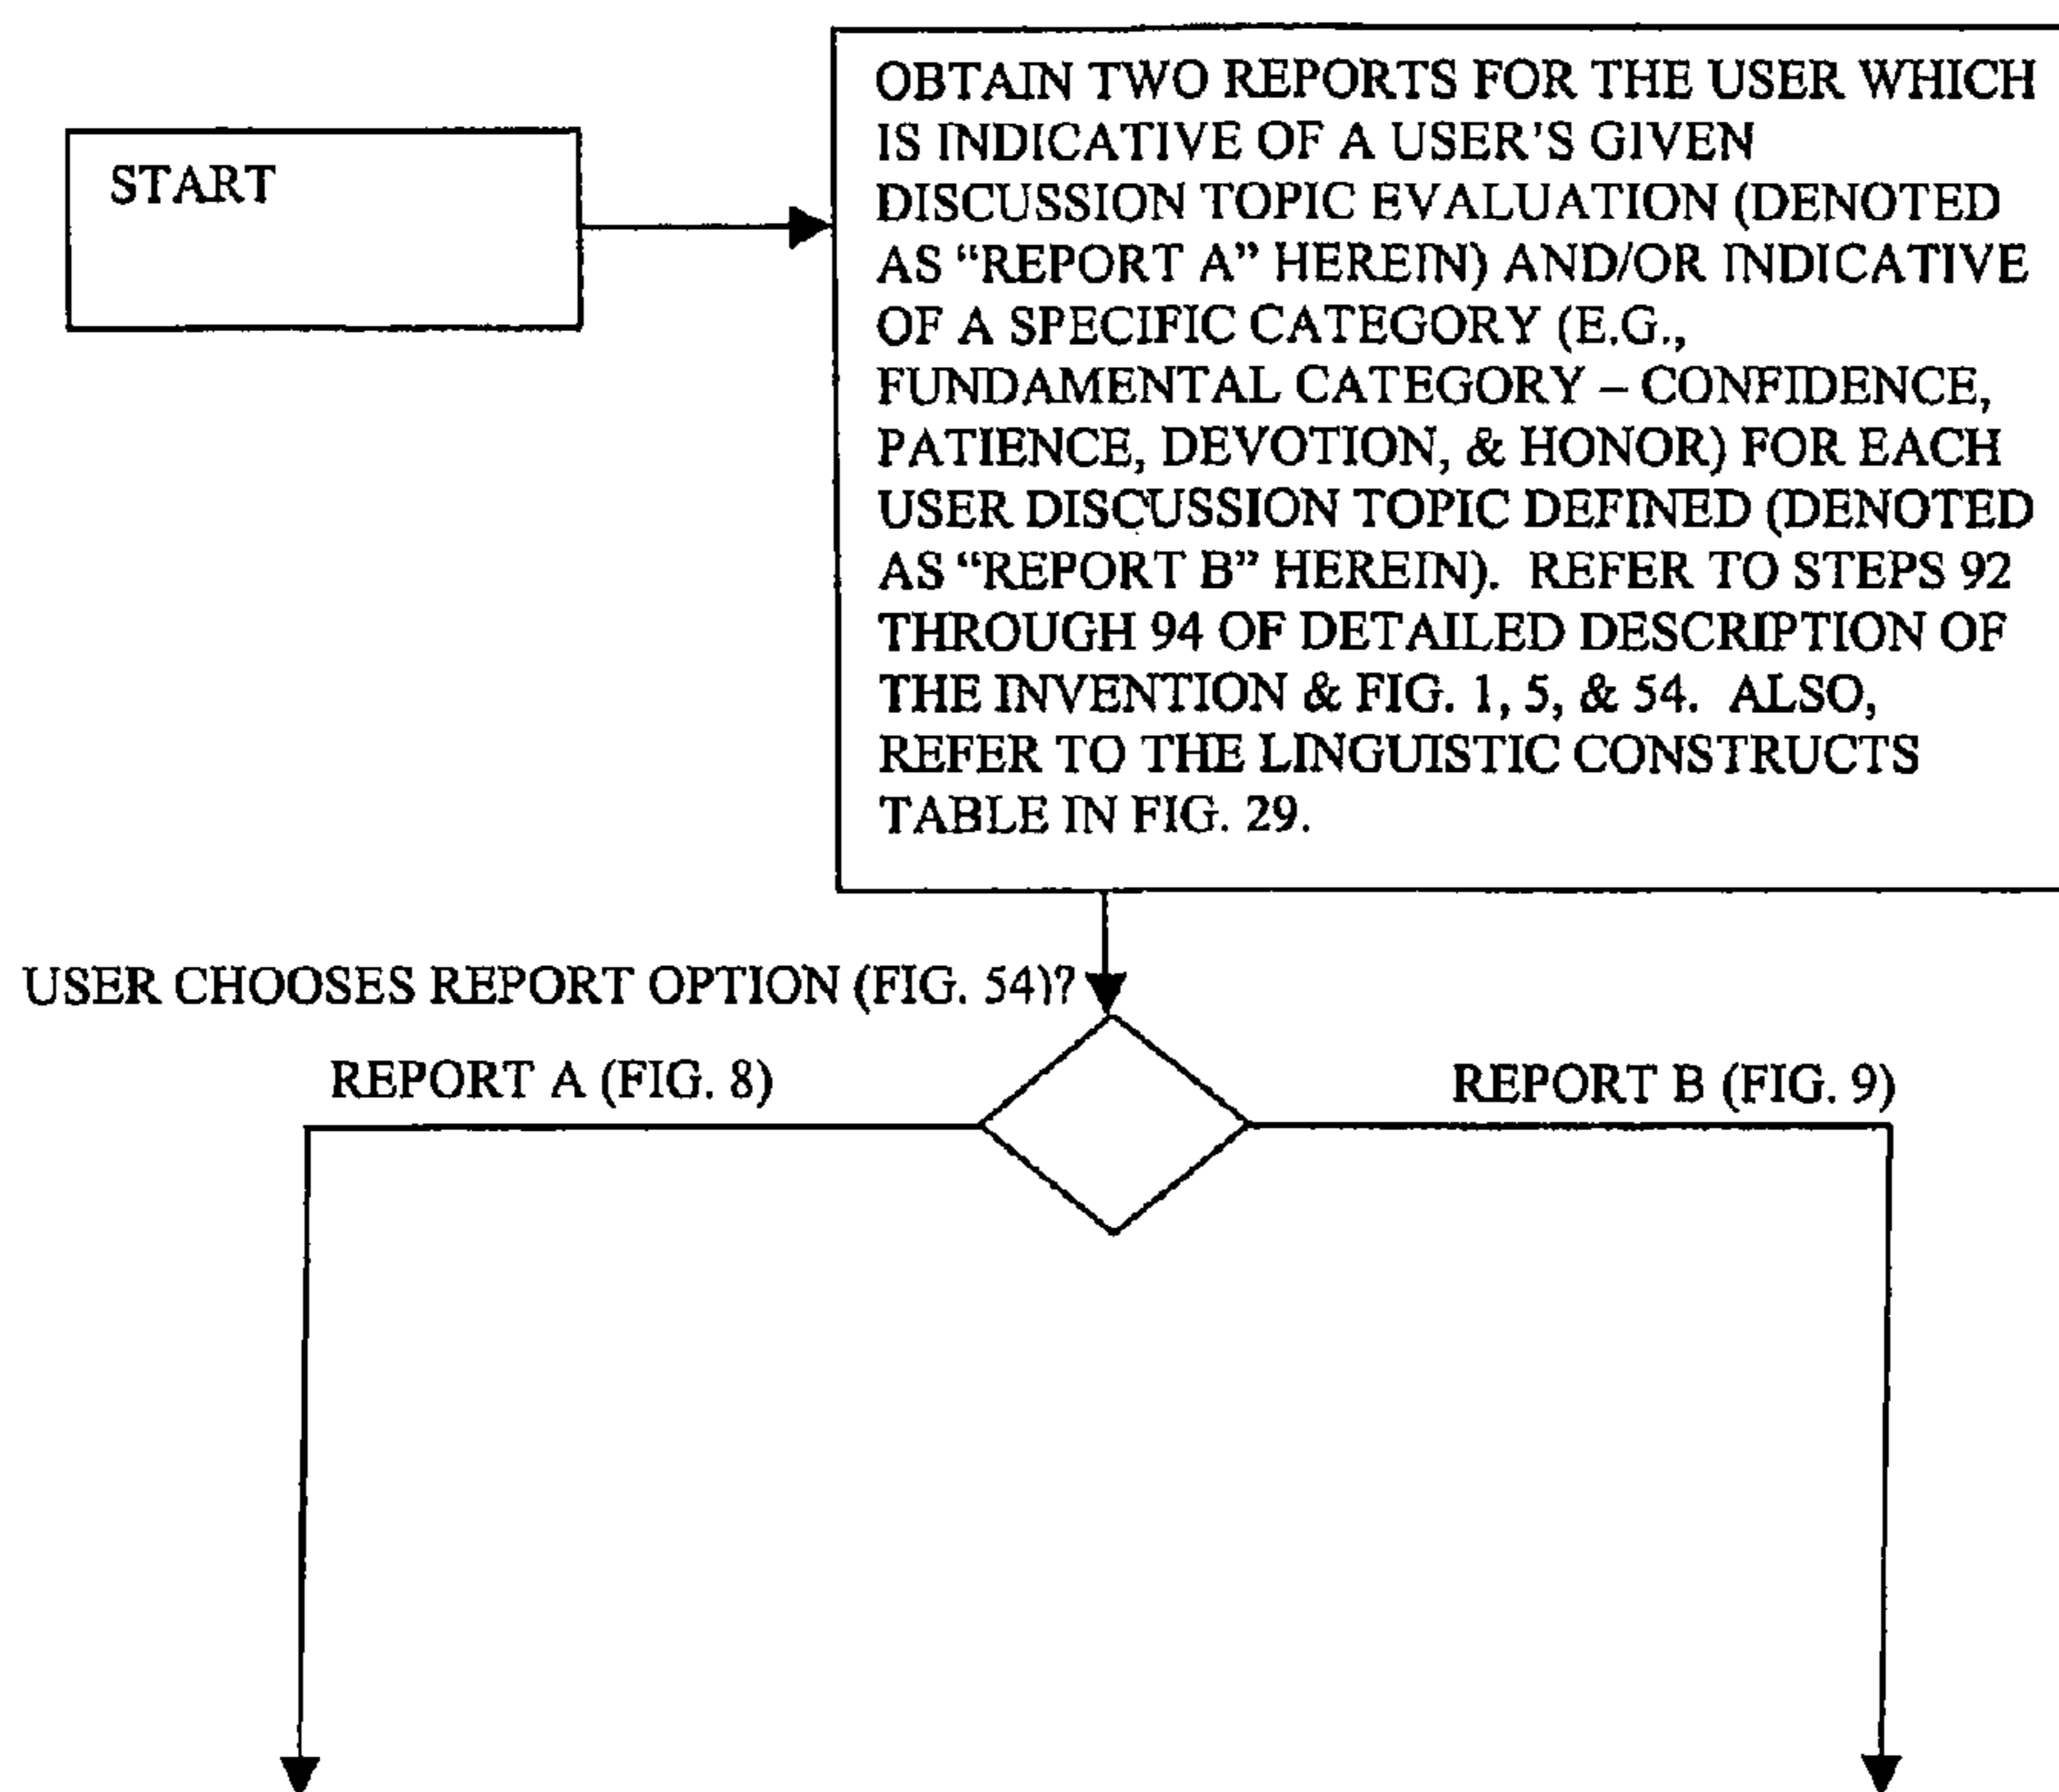 START
OBTAIN TWO REPORTS FOR THE USER WHICH
IS INDICATIVE OF A USER'S GIVEN
DISCUSSION TOPIC EVALUATION (DENOTED
AS “REPORT A” HEREIN) AND/OR INDICATIVE
OF A SPECIFIC CATEGORY (E.G.,
FUNDAMENTAL CATEGORY – CONFIDENCE,
PATIENCE, DEVOTION, & HONOR) FOR EACH
USER DISCUSSION TOPIC DEFINED (DENOTED
AS “REPORT B” HEREIN). REFER TO STEPS 92
THROUGH 94 OF DETAILED DESCRIPTION OF
THE INVENTION & FIG. 1, 5, & 54. ALSO,
REFER TO THE LINGUISTIC CONSTRUCTS
TABLE IN FIG. 29.
USER CHOOSES REPORT OPTION (FIG. 54)?
REPORT A (FIG. 8)
REPORT B (FIG. 9)